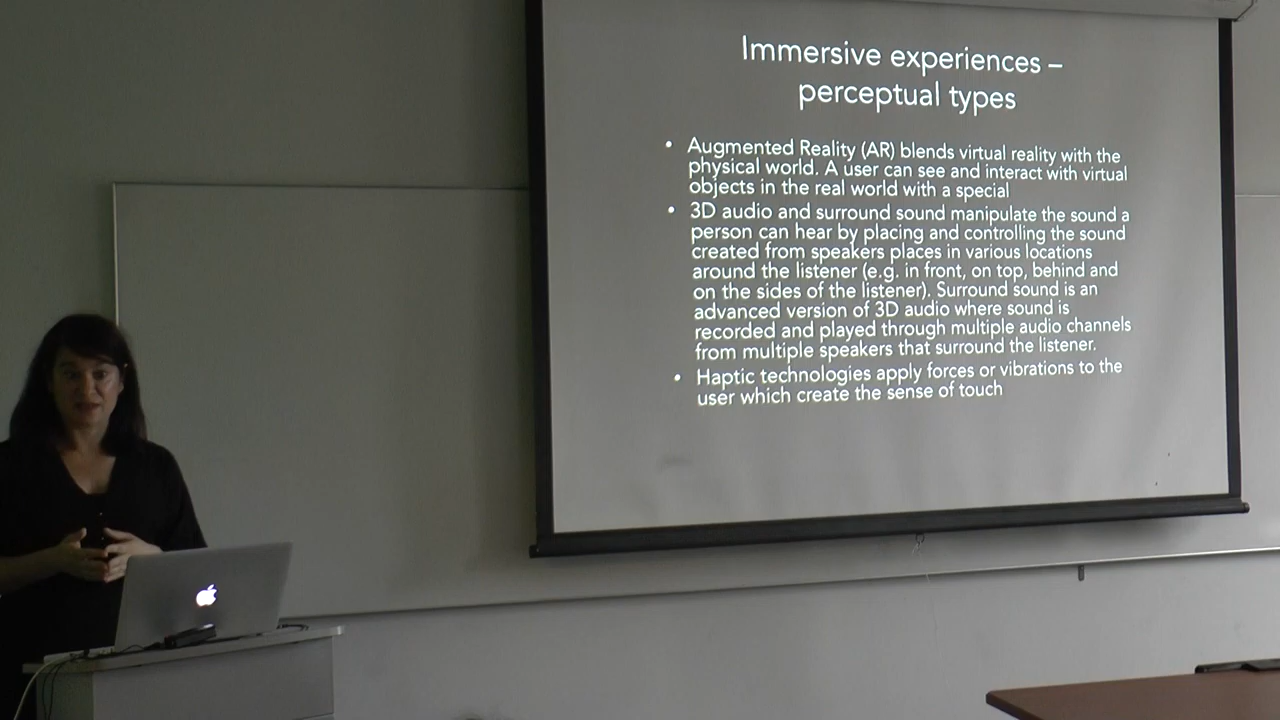 Immersive experiences –
perceptual types
• Augmented Reality (AR) blends virtual reality with the
physical world. A user can see and interact with virtual
objects in the real world with a special
• 3D audio and surround sound manipulate the sound a
person can hear by placing and controlling the sound
created from speakers places in various locations
around the listener (e.g. in front, on top, behind and
on the sides of the listener). Surround sound is an
advanced version of 3D audio where sound is
recorded and played through multiple audio channels
from multiple speakers that surround the listener.
• Haptic technologies apply forces or vibrations to the
user which create the sense of touch